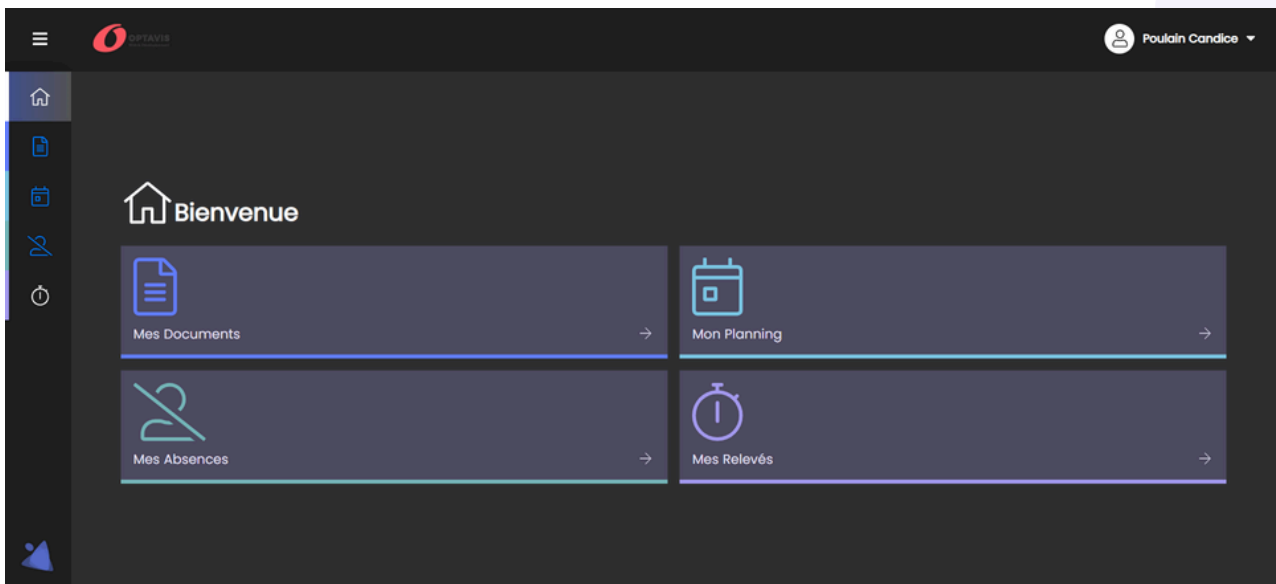 OPTAVIS
Poulain Candice
Bienvenue
Mes Documents
Mon Planning
Mes Absences
Mes Relevés